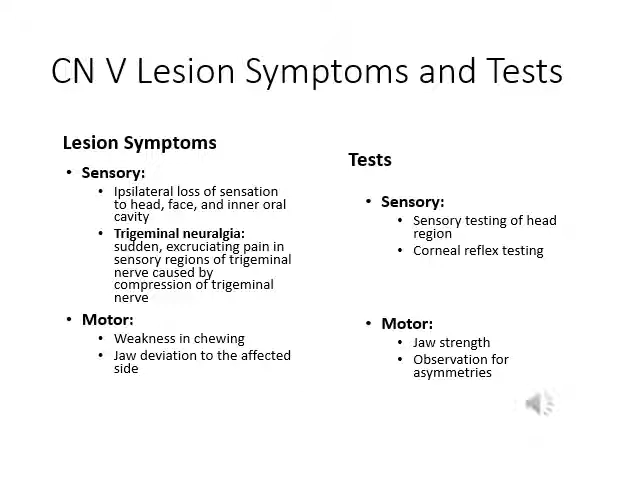 CN V Lesion Symptoms and Tests
Lesion Symptoms
• Sensory:
• Ipsilateral loss of sensation
to head, face, and inner oral
cavity
• Trigeminal neuralgia:
sudden, excruciating pain in
sensory regions of trigeminal
nerve caused by
compression of trigeminal
nerve
• Motor:
• Weakness in chewing
• Jaw deviation to the affected
side
Tests
• Sensory:
• Sensory testing of head
region
• Corneal reflex testing
• Motor:
• Jaw strength
• Observation for
asymmetries